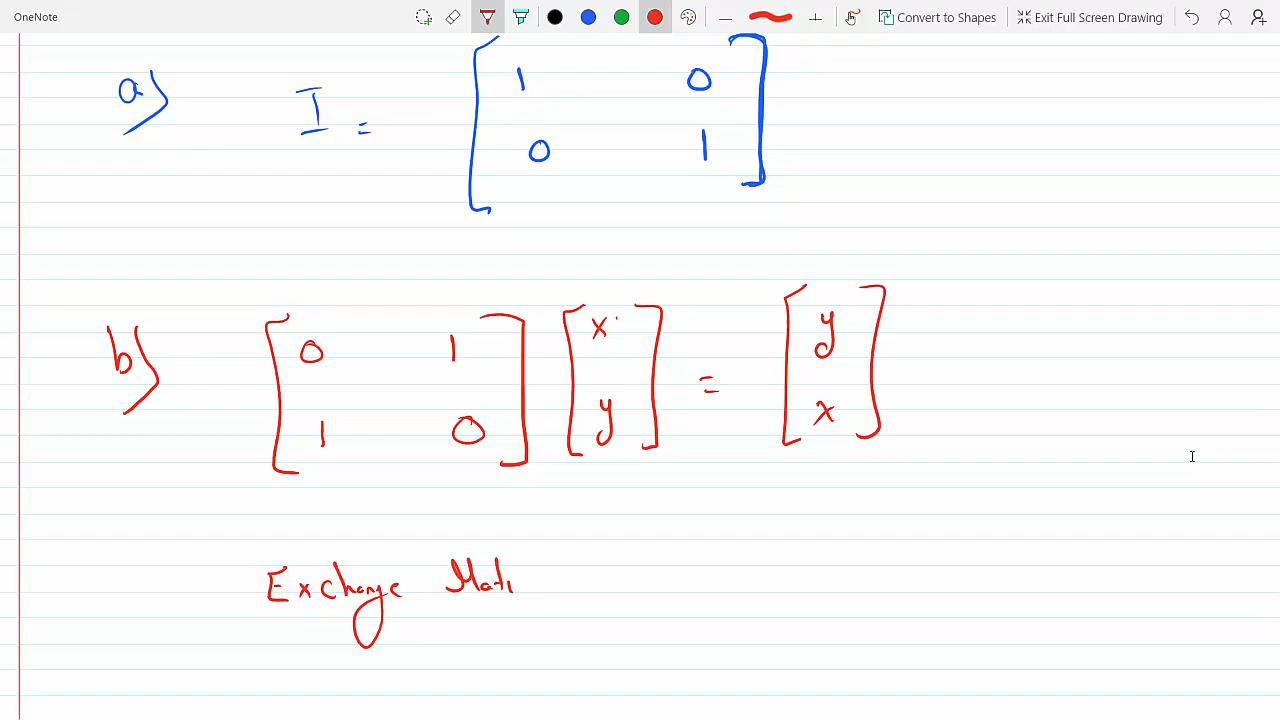 OneNote
Convert to Shapes
Exit Full Screen Drawing
a) I = [ 1 0
0 1 ]
b) [ 0 1
1 0 ] [ x
y ] = [ y
x ]
Exchange Mat